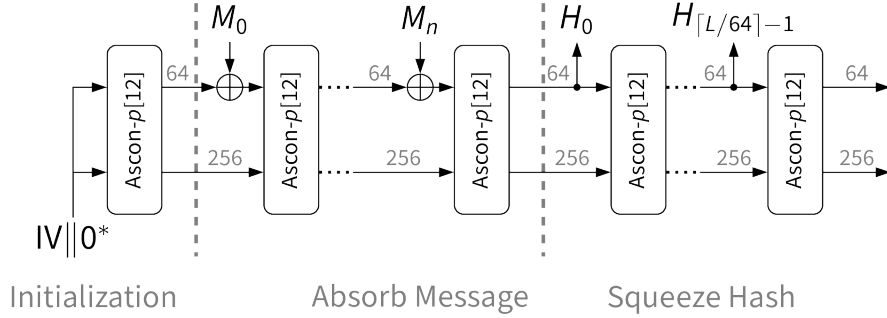 M₀ Mₙ H₀ H⌈L/64⌉−1
64 64 64 64 64
Ascon-p[12] Ascon-p[12] Ascon-p[12] Ascon-p[12] Ascon-p[12]
256 256 256 256 256
IV||0*
Initialization Absorb Message Squeeze Hash